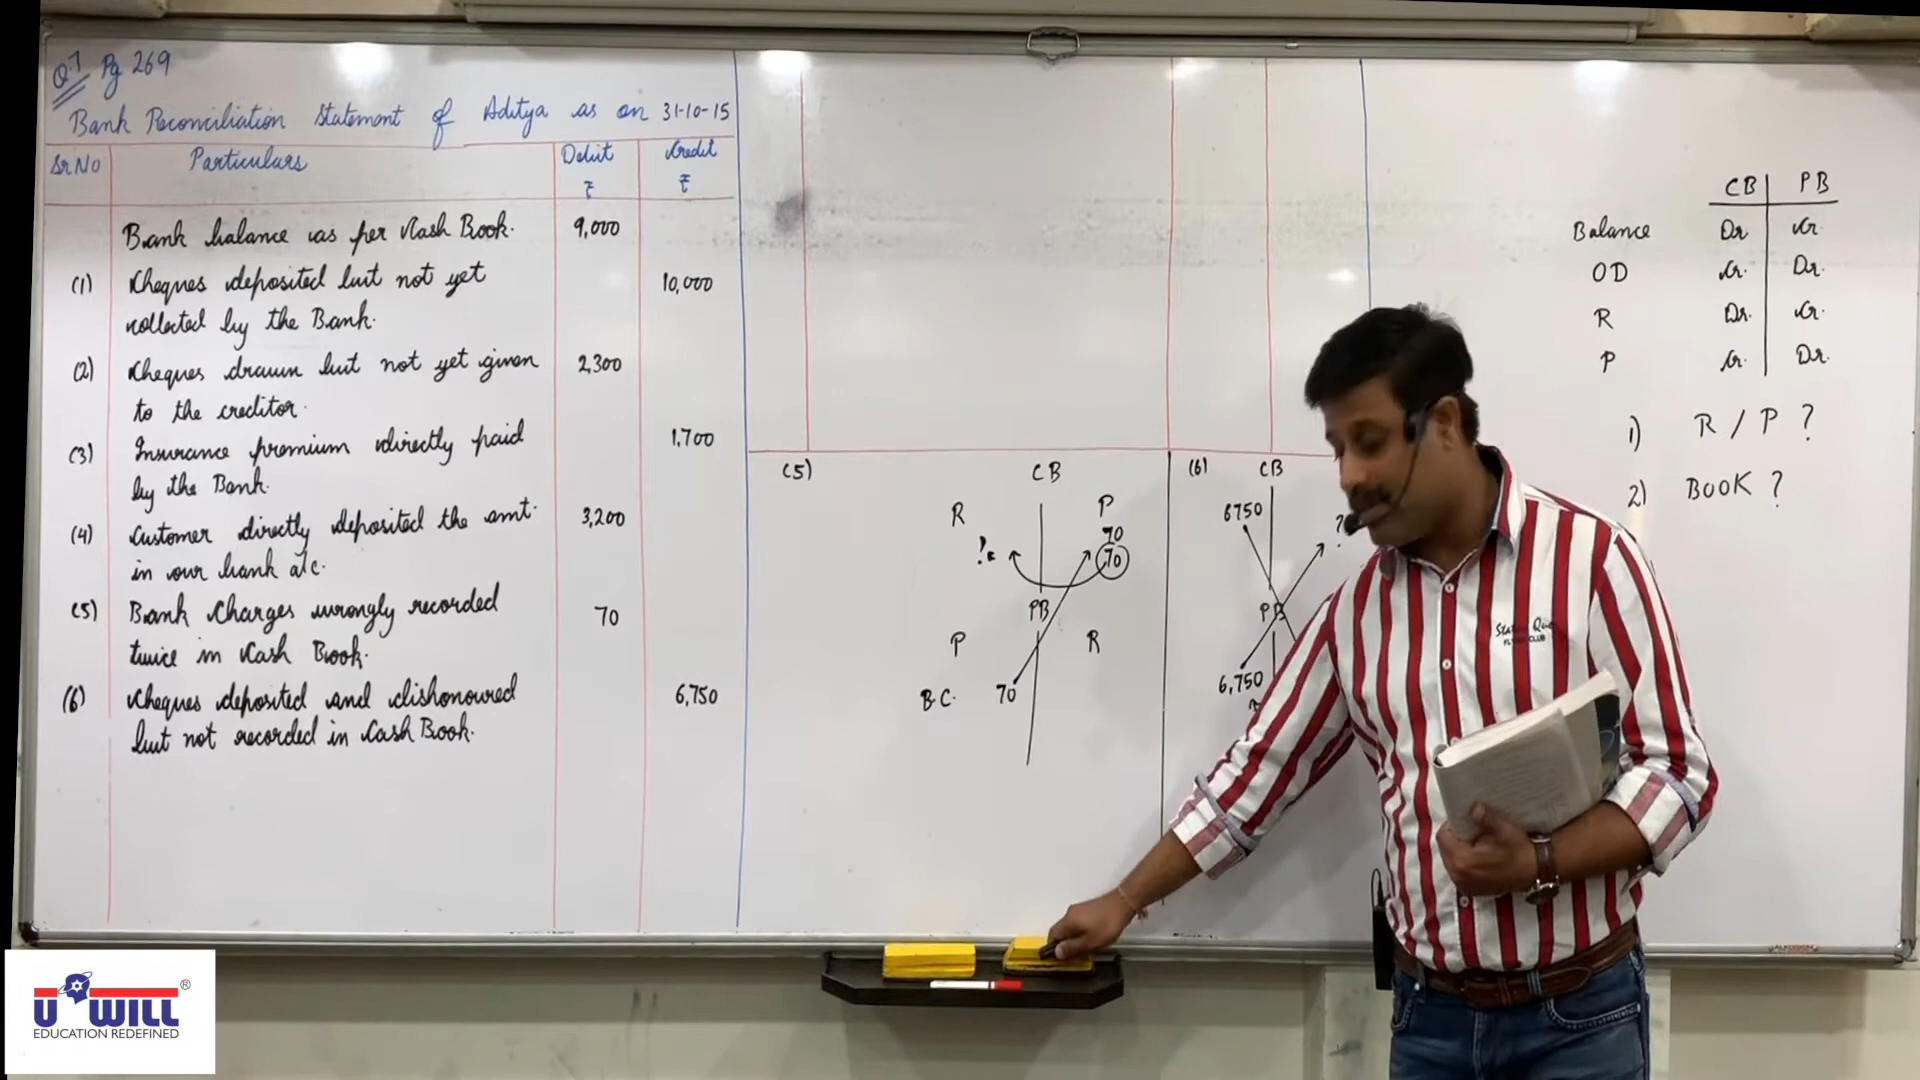 Q.7 Pg 269
Bank Reconciliation Statement of Aditya as on 31-10-15
Sr No Particulars Debit ₹ Credit ₹
Bank balance as per Cash Book. 9,000
(1) Cheques deposited but not yet 10,000
collected by the Bank.
(2) Cheques drawn but not yet given 2,300
to the creditor.
(3) Insurance premium directly paid 1,700
by the Bank.
(4) Customer directly deposited the amt. 3,200
in our bank a/c.
(5) Bank Charges wrongly recorded 70
twice in Cash Book.
(6) Cheques deposited and dishonoured 6,750
but not recorded in Cash Book.
(5) CB
R P
70
? 70
PB
P R
B.C. 70
(6) CB
6750 ?
PB
6,750
CB PB
Balance Dr Cr.
OD Cr. Dr.
R Dr. Cr.
P Cr. Dr.
1) R / P ?
2) BOOK ?
U WILL ®
EDUCATION REDEFINED